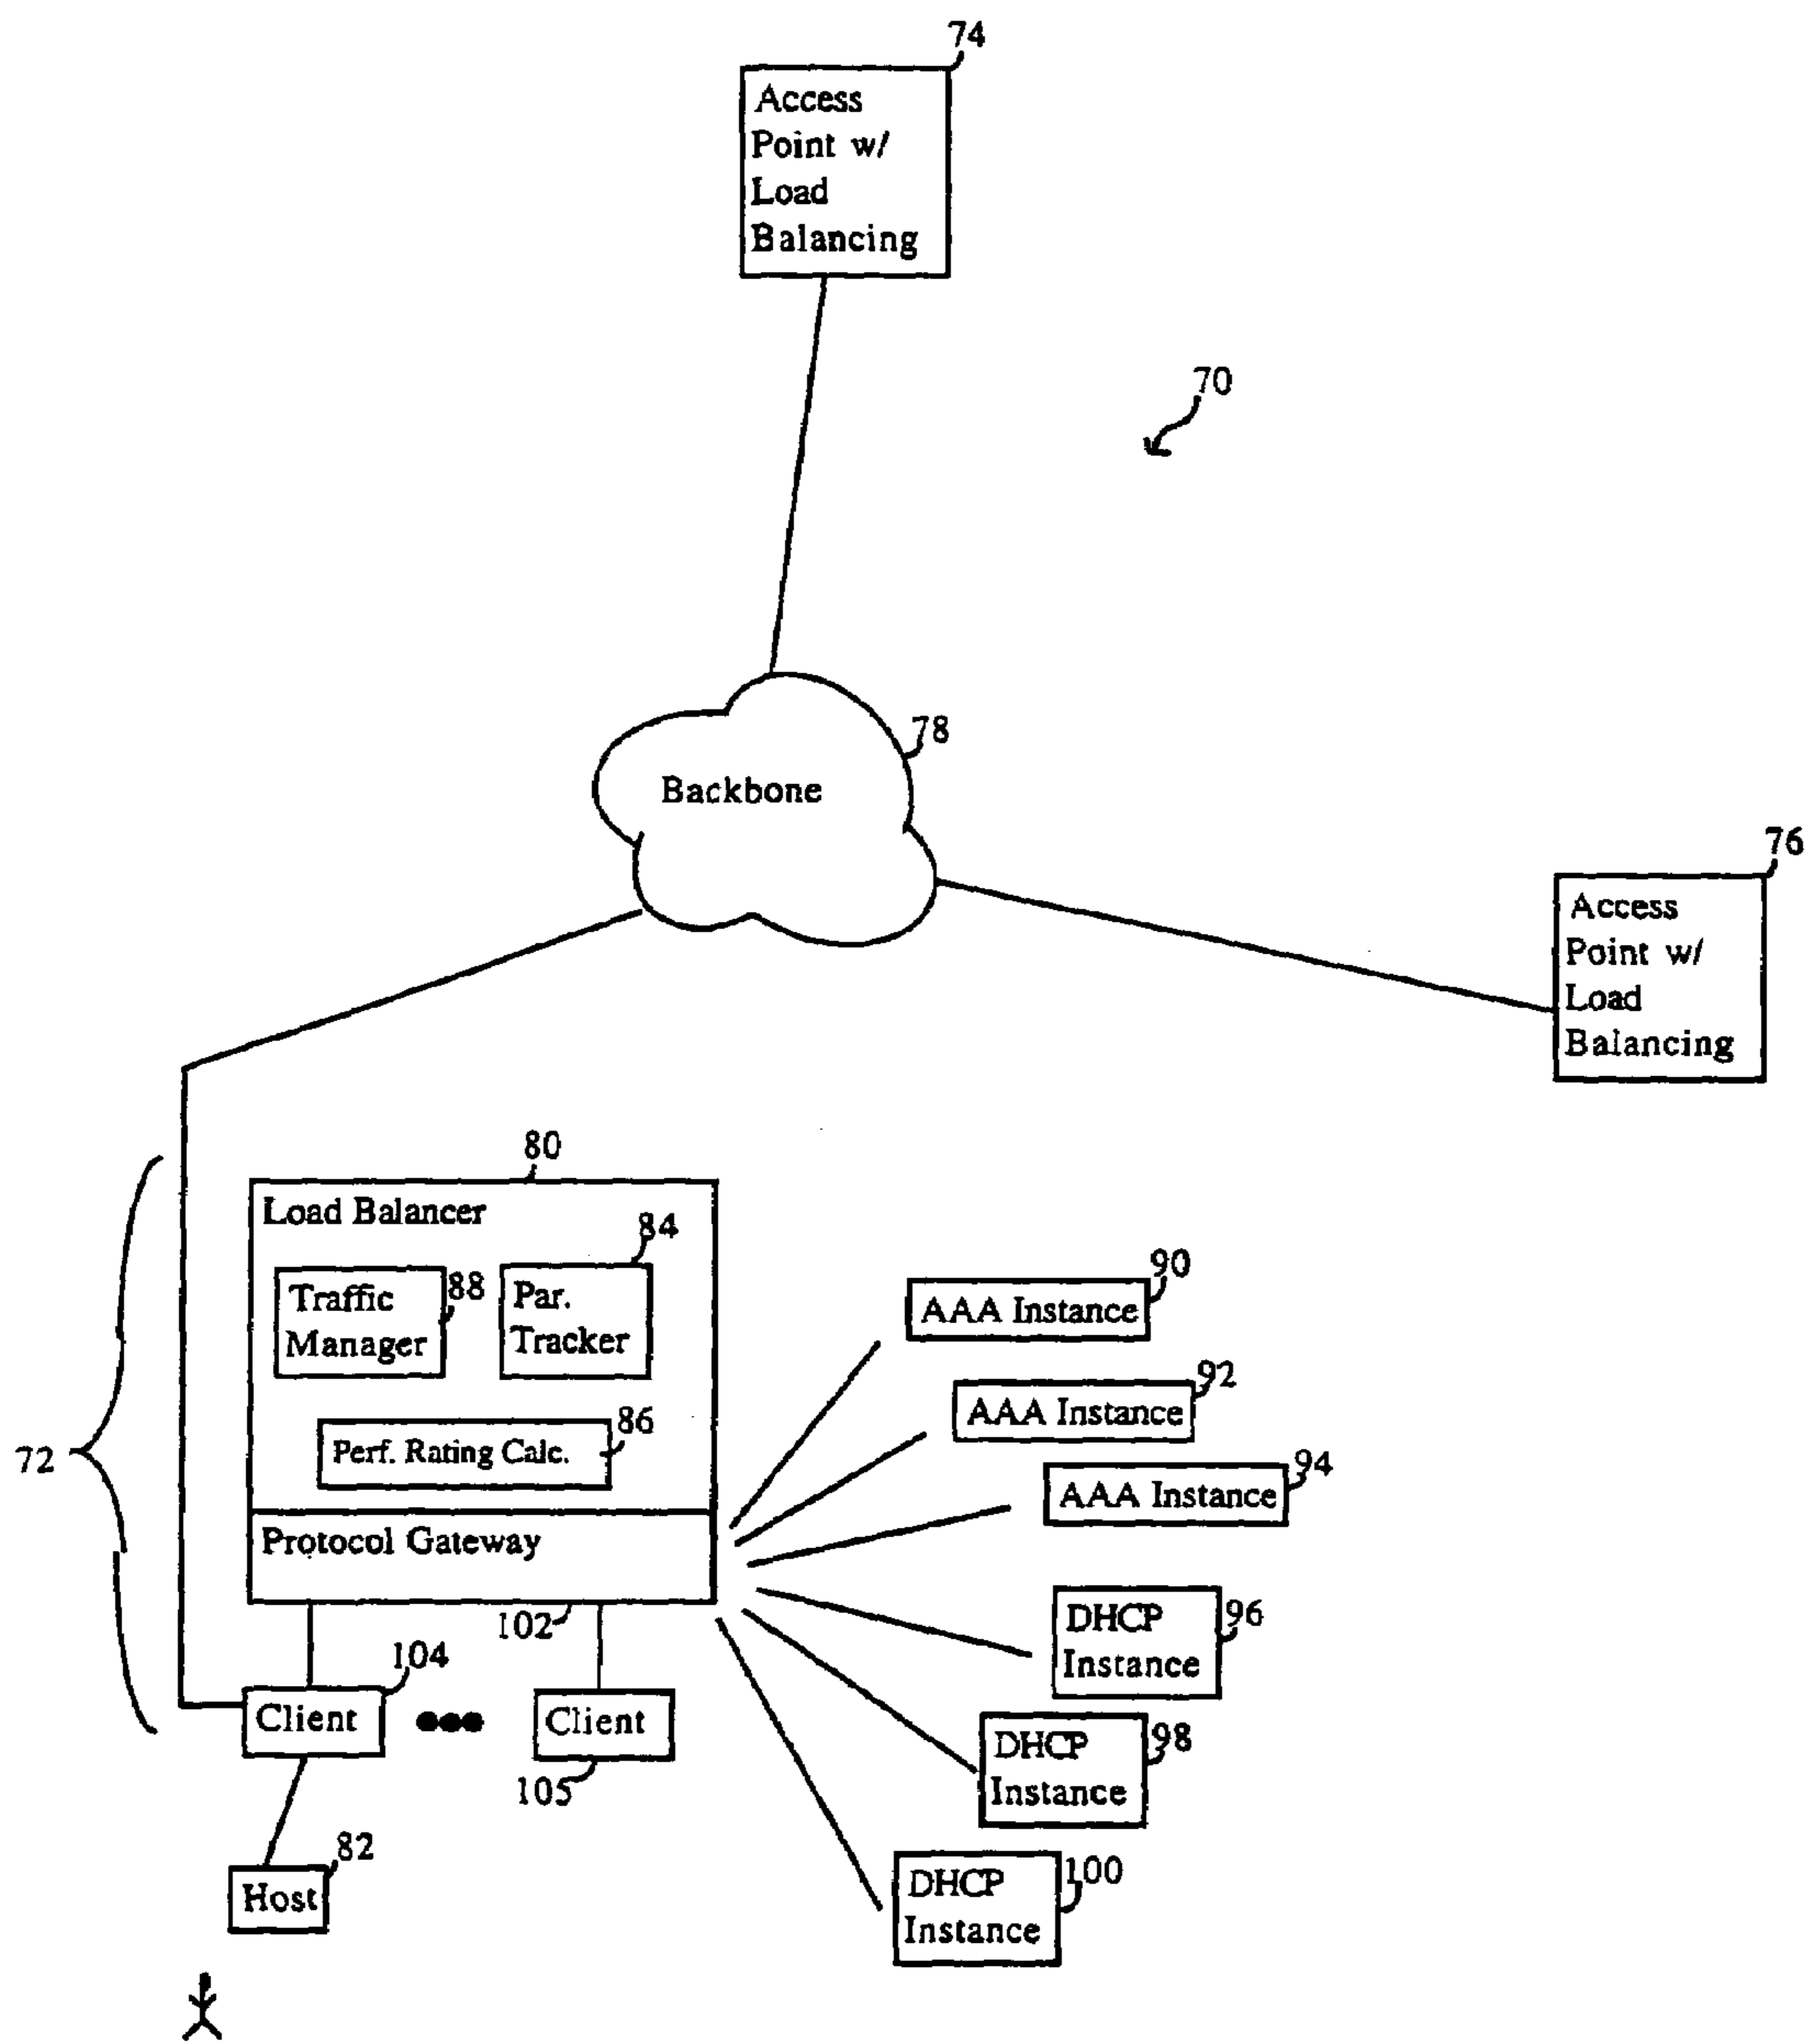 74
Access
Point w/
Load
Balancing
70
78
Backbone
76
Access
Point w/
Load
Balancing
80
Load Balancer
84
88
Traffic
Manager
Par.
Tracker
86
Perf. Rating Calc.
72
Protocol Gateway
102
90
AAA Instance
92
AAA Instance
94
AAA Instance
96
DHCP
Instance
98
DHCP
Instance
100
DHCP
Instance
104
Client
Client
105
82
Host